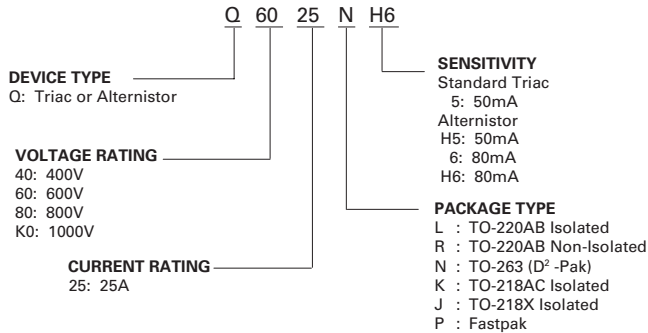 Q 60 25 N H6
DEVICE TYPE
Q: Triac or Alternistor
VOLTAGE RATING
40: 400V
60: 600V
80: 800V
K0: 1000V
CURRENT RATING
25: 25A
SENSITIVITY
Standard Triac
5: 50mA
Alternistor
H5: 50mA
6: 80mA
H6: 80mA
PACKAGE TYPE
L : TO-220AB Isolated
R : TO-220AB Non-Isolated
N : TO-263 (D² -Pak)
K : TO-218AC Isolated
J : TO-218X Isolated
P : Fastpak